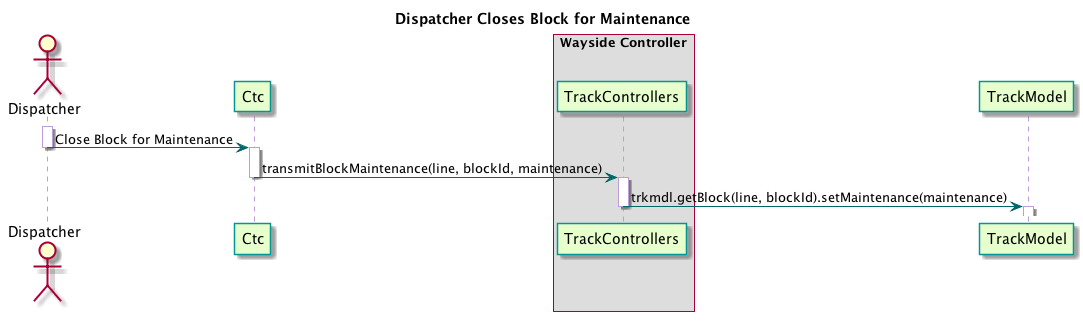 Dispatcher Closes Block for Maintenance
Wayside Controller
Dispatcher
Ctc
TrackControllers
TrackModel
Close Block for Maintenance
transmitBlockMaintenance(line, blockId, maintenance)
trkmdl.getBlock(line, blockId).setMaintenance(maintenance)
Dispatcher
Ctc
TrackControllers
TrackModel